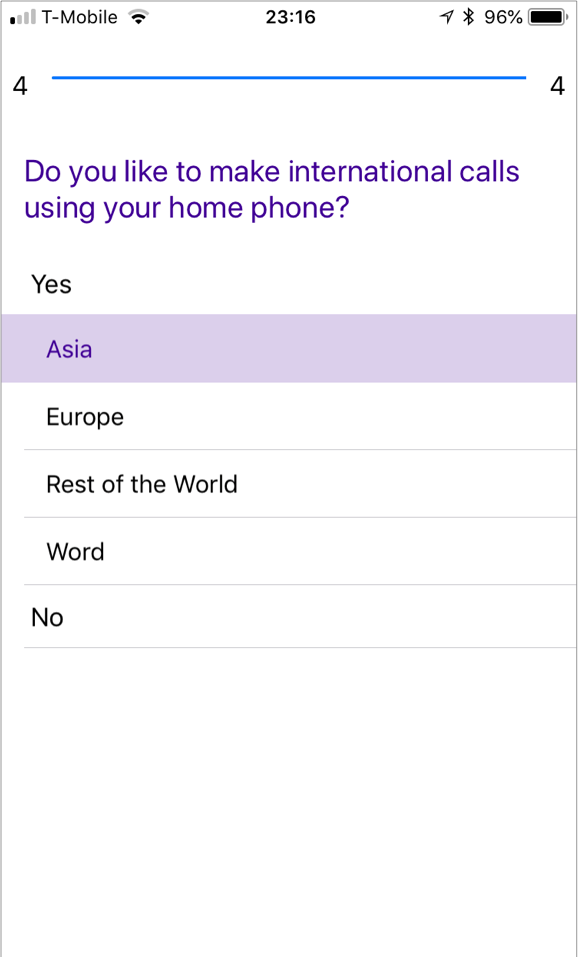 T-Mobile 23:16 96%
4 4
Do you like to make international calls
using your home phone?
Yes
Asia
Europe
Rest of the World
Word
No